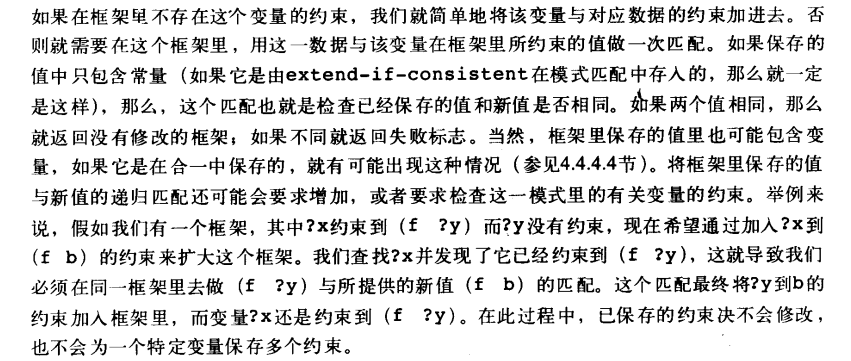 如果在框架里不存在这个变量的约束，我们就简单地将该变量与对应数据的约束加进去。否
则就需要在这个框架里，用这一数据与该变量在框架里所约束的值做一次匹配。如果保存的
值中只包含常量（如果它是由extend-if-consistent在模式匹配中存入的，那么就一定
是这样），那么，这个匹配也就是检查已经保存的值和新值是否相同。如果两个值相同，那么
就返回没有修改的框架；如果不同就返回失败标志。当然，框架里保存的值里也可能包含变
量，如果它是在合一中保存的，就有可能出现这种情况（参见4.4.4.4节）。将框架里保存的值
与新值的递归匹配还可能会要求增加，或者要求检查这一模式里的有关变量的约束。举例来
说，假如我们有一个框架，其中?x约束到（f ?y）而?y没有约束，现在希望通过加入?x到
（f b）的约束来扩大这个框架。我们查找?x并发现了它已经约束到（f ?y），这就导致我们
必须在同一框架里去做（f ?y）与所提供的新值（f b）的匹配。这个匹配最终将?y到b的
约束加入框架里，而变量?x还是约束到（f ?y）。在此过程中，已保存的约束决不会修改，
也不会为一个特定变量保存多个约束。